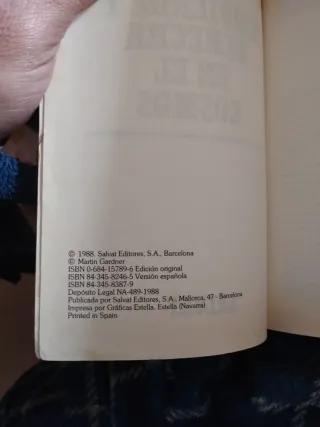 © 1988. Salvat Editores, S.A., Barcelona
© Martin Gardner
ISBN 0-684-15789-6 Edición original
ISBN 84-345-8246-5 Versión española
ISBN 84-345-8387-9
Depósito Legal NA-489-1988
Publicada por Salvat Editores, S.A., Mallorca, 47 - Barcelona
Impresa por Gráficas Estella. Estella (Navarra)
Printed in Spain